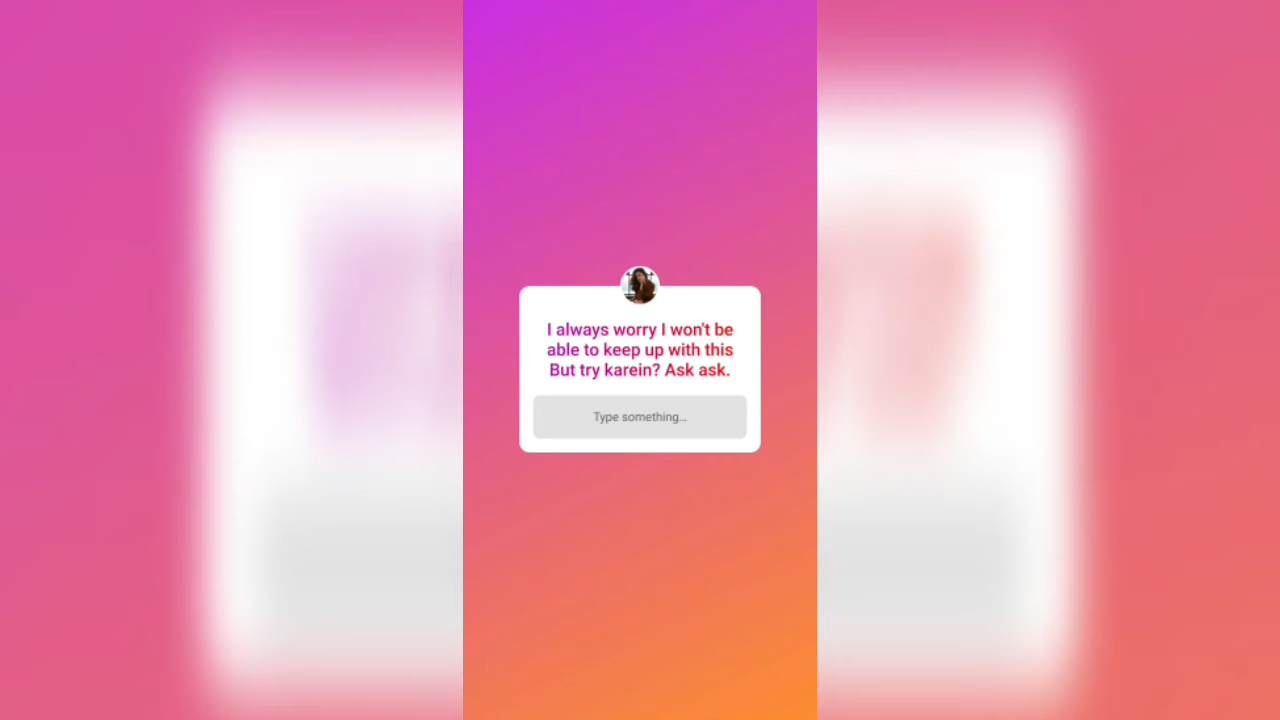 I always worry I won't be
able to keep up with this
But try karein? Ask ask.
Type something...